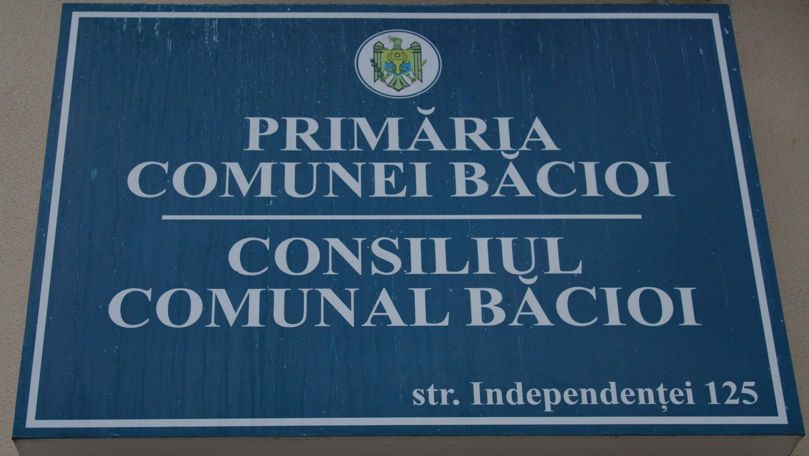 PRIMĂRIA
COMUNEI BĂCIOI
CONSILIUL
COMUNAL BĂCIOI
str. Independenței 125